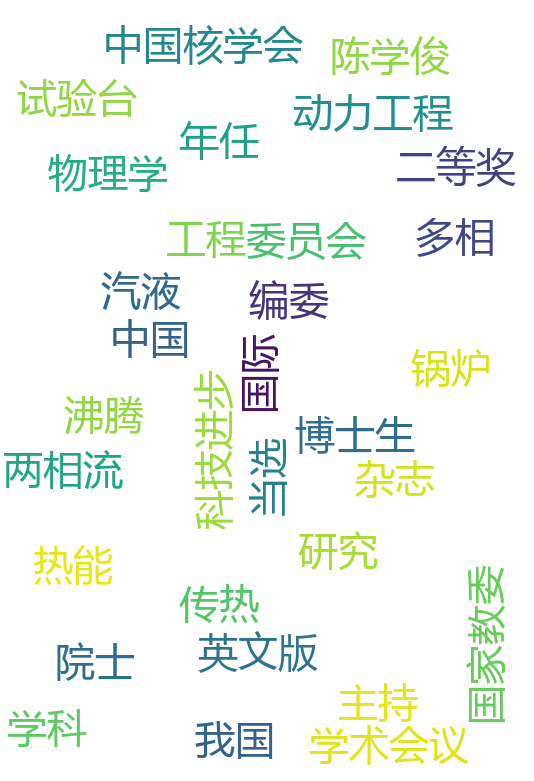 中国核学会
陈学俊
试验台
动力工程
年任
二等奖
物理学
工程
委员会
多相
汽液
编委
中国
国际
锅炉
沸腾
科技进步
博士生
当选
两相流
杂志
研究
热能
国家教委
传热
英文版
院士
主持
学科
我国
学术会议